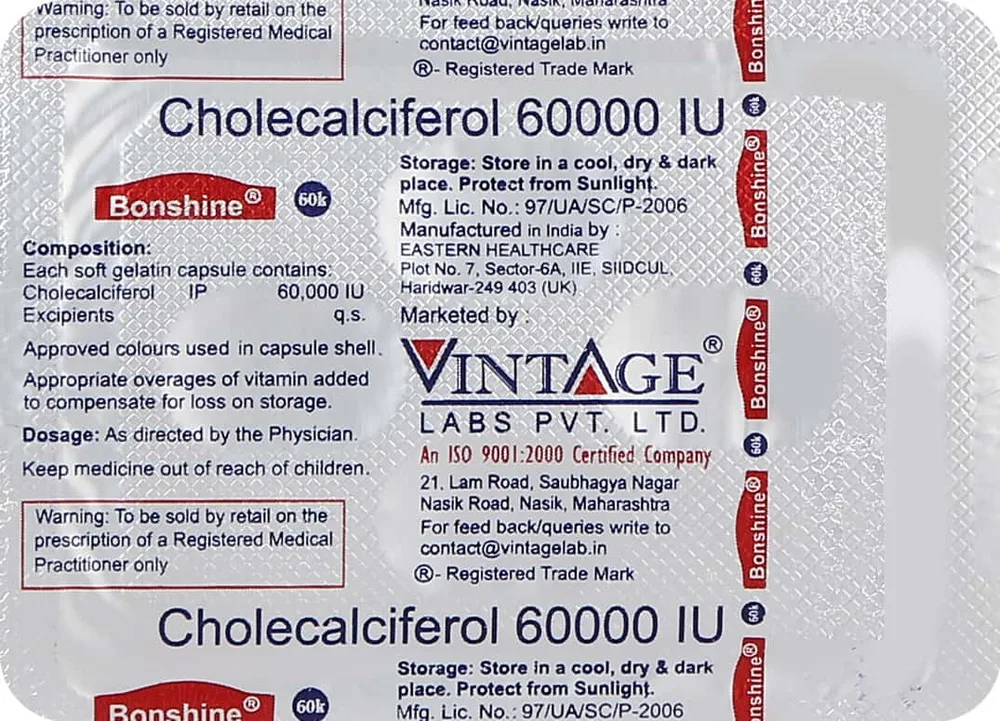 Warning: To be sold by retail on the
prescription of a Registered Medical
Practitioner only
Nasik Road, Nasik, Maharashtra
For feed back/queries write to
contact@vintagelab.in
®- Registered Trade Mark
Cholecalciferol 60000 IU
Bonshine® 60k
Composition:
Each soft gelatin capsule contains:
Cholecalciferol IP 60,000 IU
Excipients q.s.
Approved colours used in capsule shell.
Appropriate overages of vitamin added
to compensate for loss on storage.
Dosage: As directed by the Physician.
Keep medicine out of reach of children.
Warning: To be sold by retail on the
prescription of a Registered Medical
Practitioner only
Storage: Store in a cool, dry & dark
place. Protect from Sunlight.
Mfg. Lic. No.: 97/UA/SC/P-2006
Manufactured in India by :
EASTERN HEALTHCARE
Plot No. 7, Sector-6A, IIE, SIIDCUL,
Haridwar-249 403 (UK)
Marketed by :
VINTAGE®
LABS PVT. LTD.
An ISO 9001:2000 Certified Company
21, Lam Road, Saubhagya Nagar
Nasik Road, Nasik, Maharashtra
For feed back/queries write to
contact@vintagelab.in
®- Registered Trade Mark
Cholecalciferol 60000 IU
Bonshine® 60k
Storage: Store in a cool, dry & dark
place. Protect from Sunlight.
Mfg. Lic. No.: 97/UA/SC/P-2006
Bonshin
60k
Bonshine®
60k
Bonshine®
60k
Bonshine®
60k
nshine®